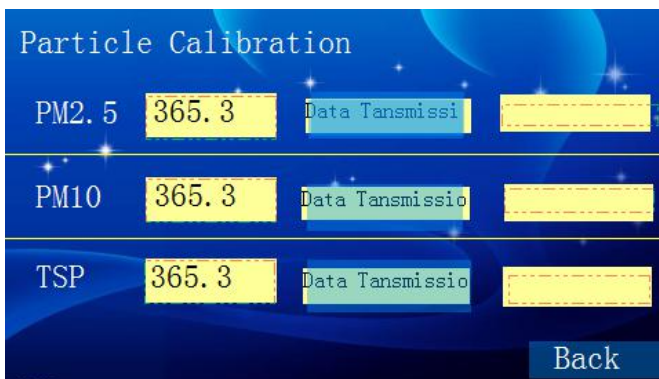 Particle Calibration
PM2.5 365.3 Data Tansmissi
PM10 365.3 Data Tansmissio
TSP 365.3 Data Tansmissio
Back